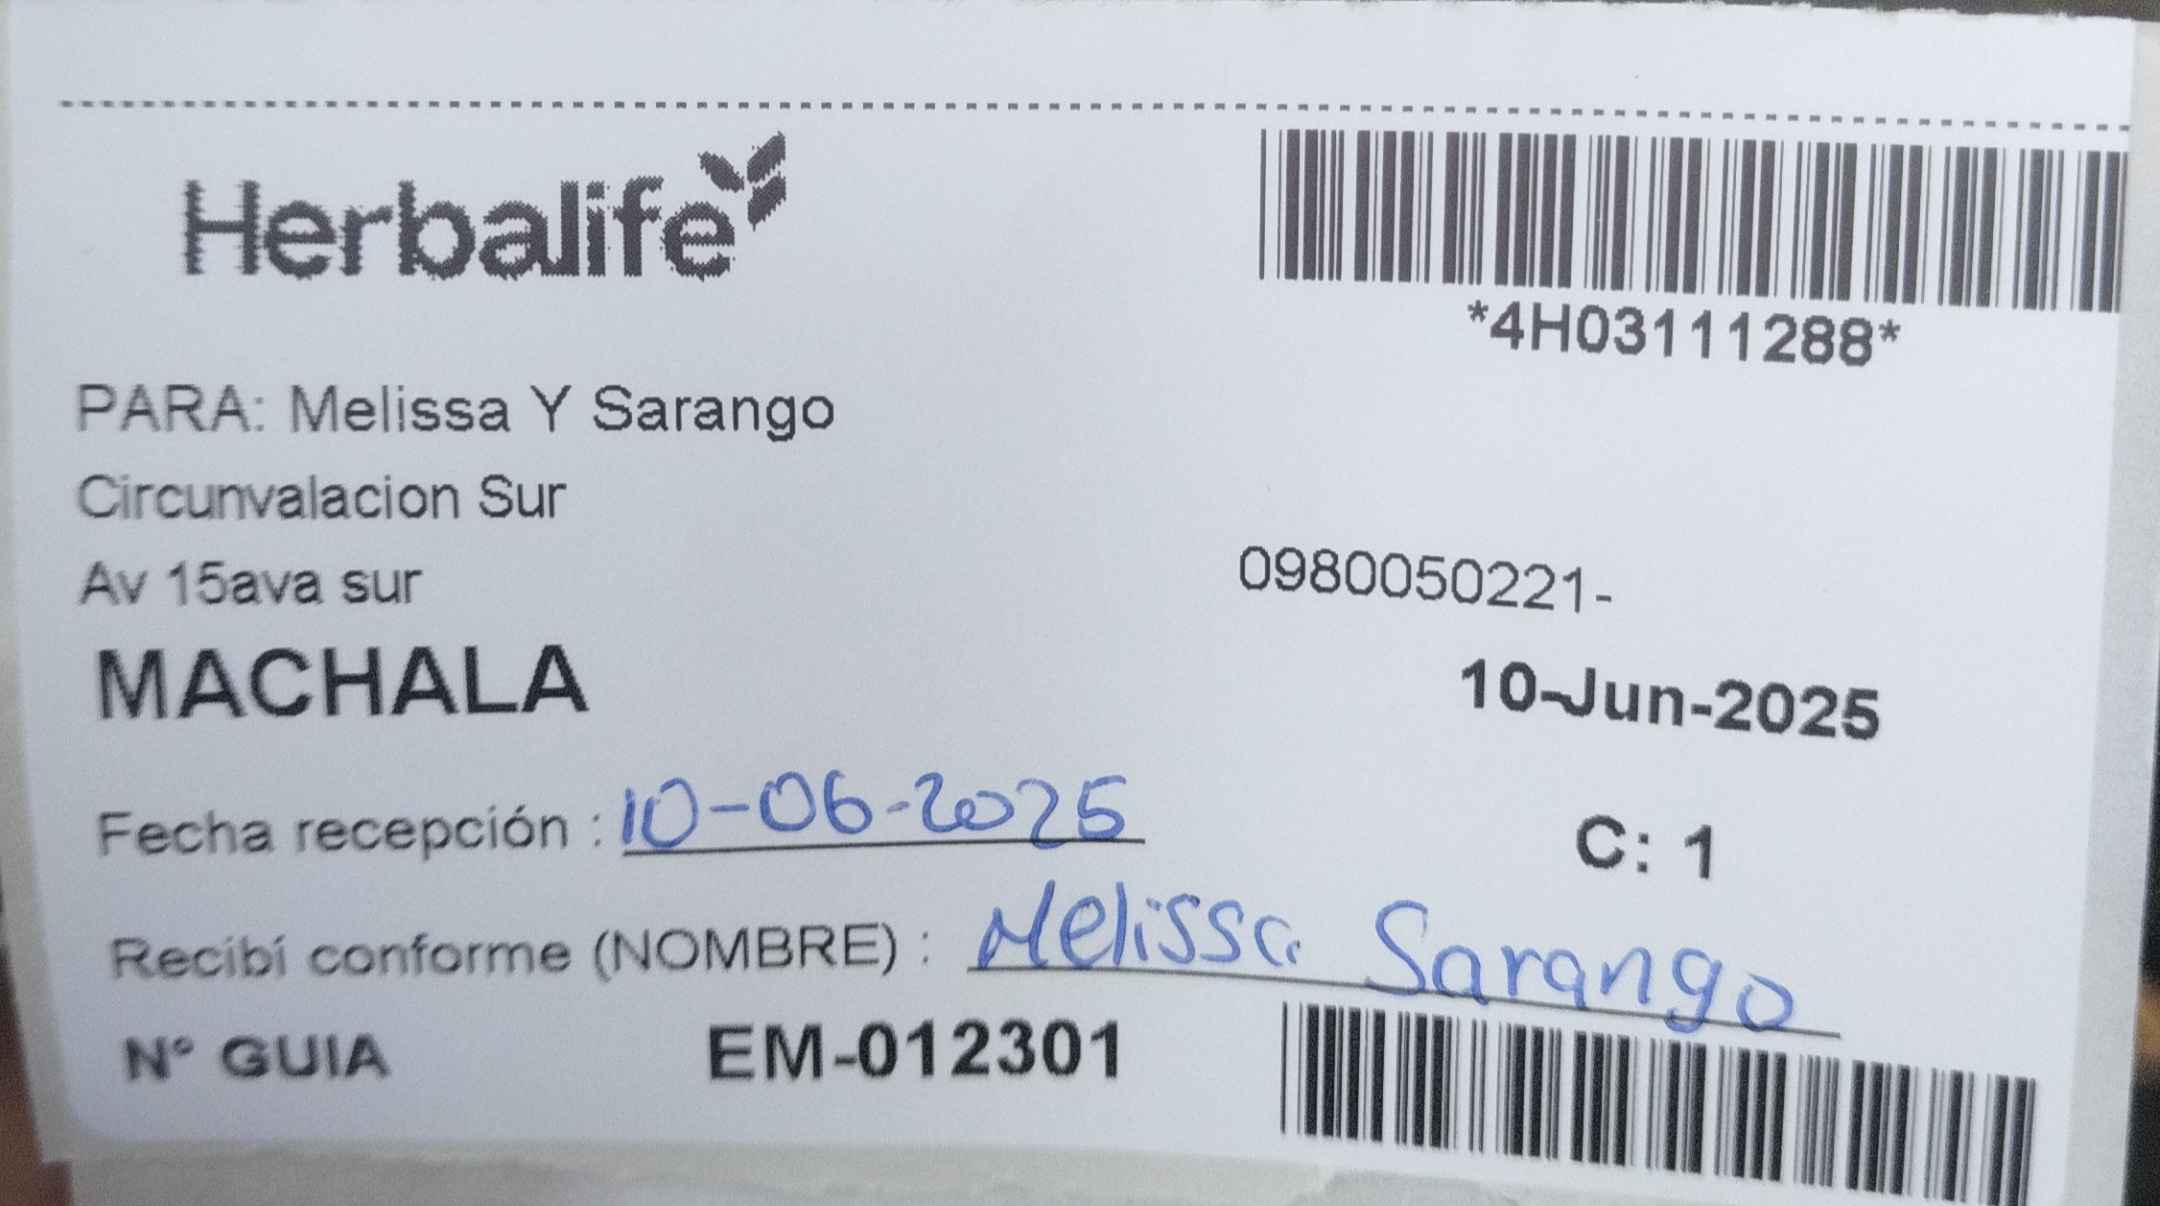 Herbalife
*4H03111288*
PARA: Melissa Y Sarango
Circunvalacion Sur
Av 15ava sur
0980050221-
MACHALA
10-Jun-2025
Fecha recepción : 10-06-2025
C: 1
Recibí conforme (NOMBRE) : Melissa Sarango
N° GUIA EM-012301